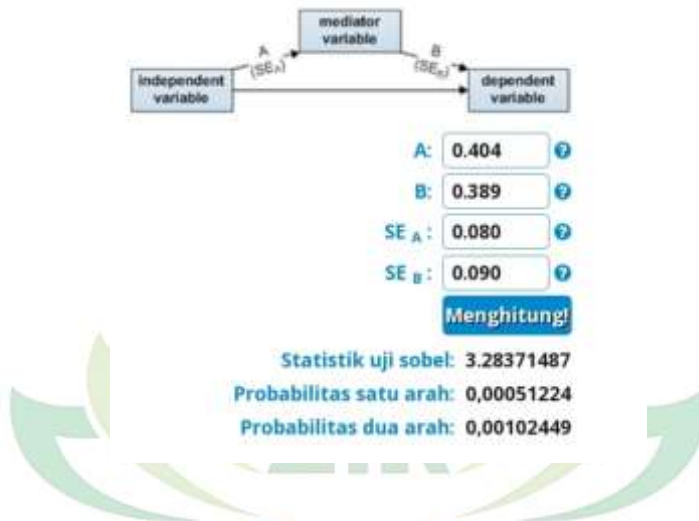 mediator
variable
A
(SEA)
B
(SEB)
independent
variable
dependent
variable
A: 0.404
B: 0.389
SE A : 0.080
SE B : 0.090
Menghitung!
Statistik uji sobel: 3.28371487
Probabilitas satu arah: 0,00051224
Probabilitas dua arah: 0,00102449